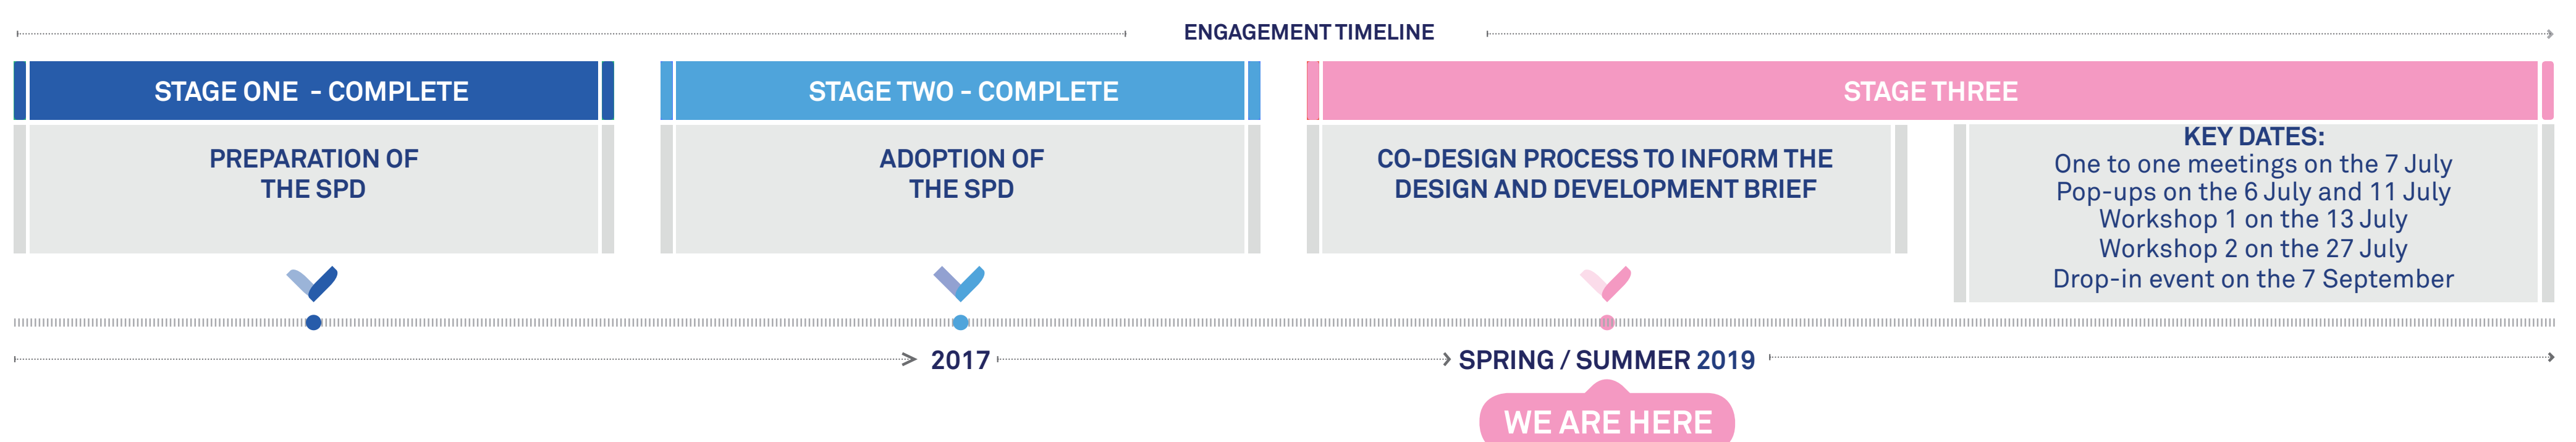 ENGAGEMENT TIMELINE
STAGE ONE - COMPLETE
PREPARATION OF
THE SPD
STAGE TWO - COMPLETE
ADOPTION OF
THE SPD
STAGE THREE
CO-DESIGN PROCESS TO INFORM THE
DESIGN AND DEVELOPMENT BRIEF
KEY DATES:
One to one meetings on the 7 July
Pop-ups on the 6 July and 11 July
Workshop 1 on the 13 July
Workshop 2 on the 27 July
Drop-in event on the 7 September
2017
SPRING / SUMMER 2019
WE ARE HERE